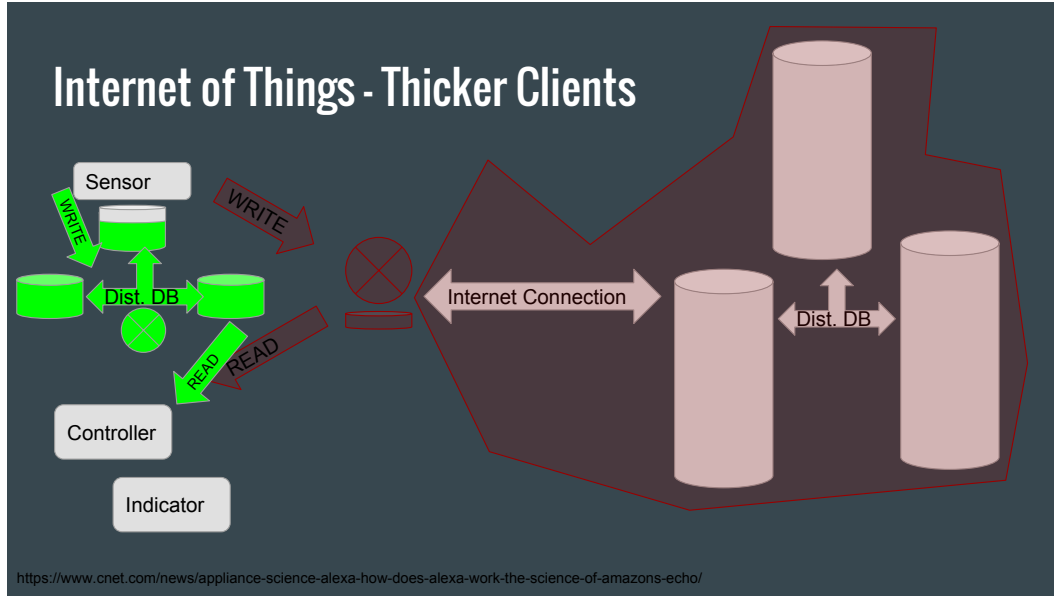 Internet of Things - Thicker Clients
Sensor
WRITE
WRITE
Dist. DB
READ
READ
Internet Connection
Dist. DB
Controller
Indicator
https://www.cnet.com/news/appliance-science-alexa-how-does-alexa-work-the-science-of-amazons-echo/